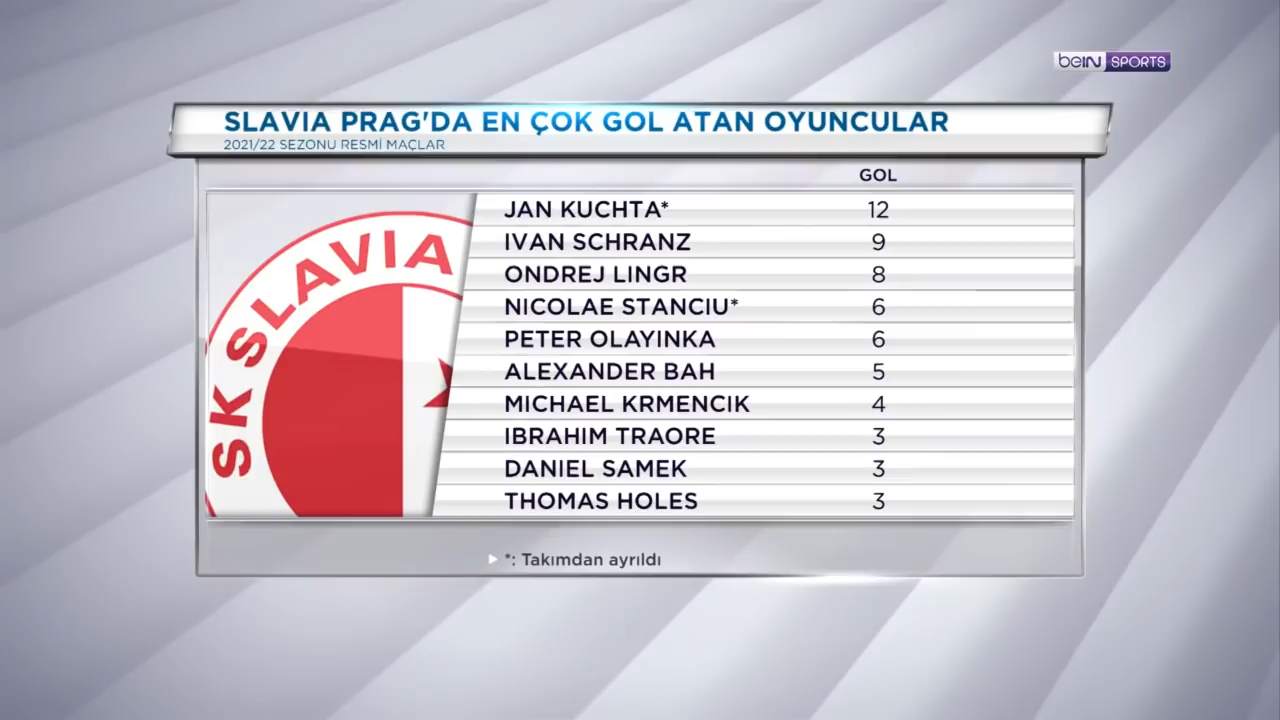 beIN SPORTS
SLAVIA PRAG'DA EN ÇOK GOL ATAN OYUNCULAR
2021/22 SEZONU RESMİ MAÇLAR
GOL
SK SLAVIA
JAN KUCHTA* 12
IVAN SCHRANZ 9
ONDREJ LINGR 8
NICOLAE STANCIU* 6
PETER OLAYINKA 6
ALEXANDER BAH 5
MICHAEL KRMENCIK 4
IBRAHIM TRAORE 3
DANIEL SAMEK 3
THOMAS HOLES 3
*: Takımdan ayrıldı